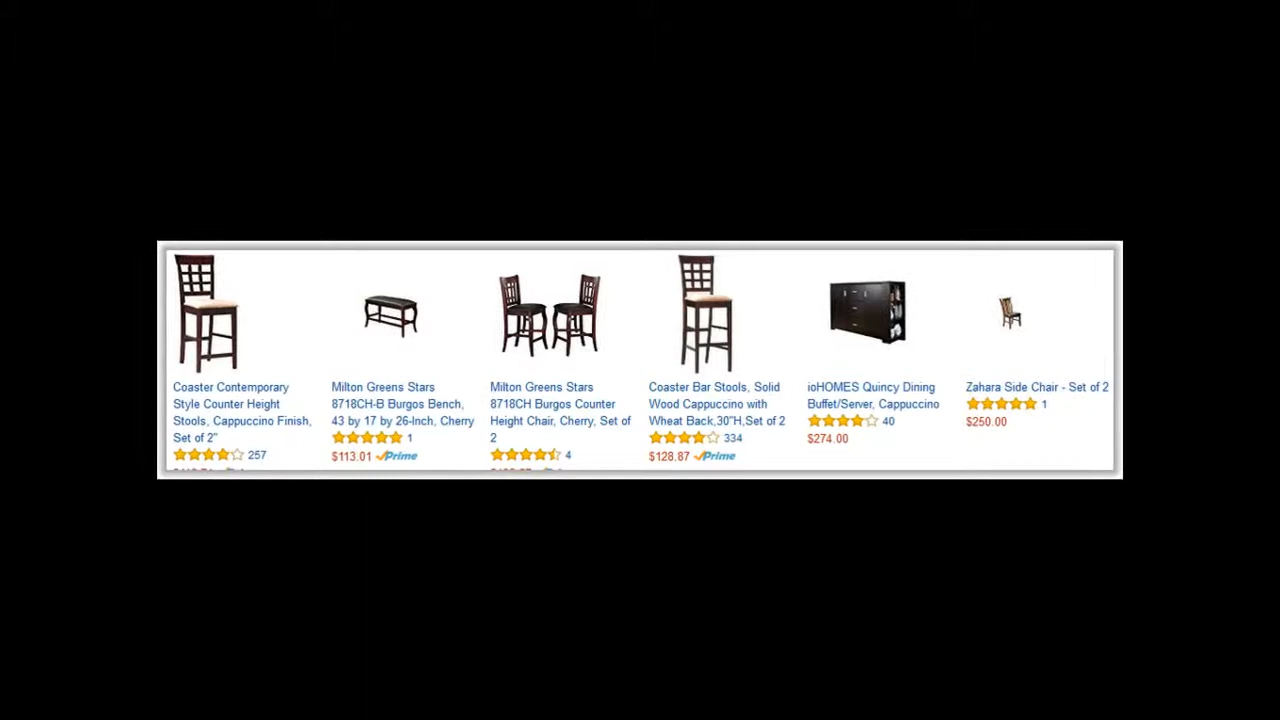 Coaster Contemporary
Style Counter Height
Stools, Cappuccino Finish,
Set of 2"
257
Milton Greens Stars
8718CH-B Burgos Bench,
43 by 17 by 26-Inch, Cherry
1
$113.01 Prime
Milton Greens Stars
8718CH Burgos Counter
Height Chair, Cherry, Set of
2
4
Coaster Bar Stools, Solid
Wood Cappuccino with
Wheat Back,30"H,Set of 2
334
$128.87 Prime
ioHOMES Quincy Dining
Buffet/Server, Cappuccino
40
$274.00
Zahara Side Chair - Set of 2
1
$250.00